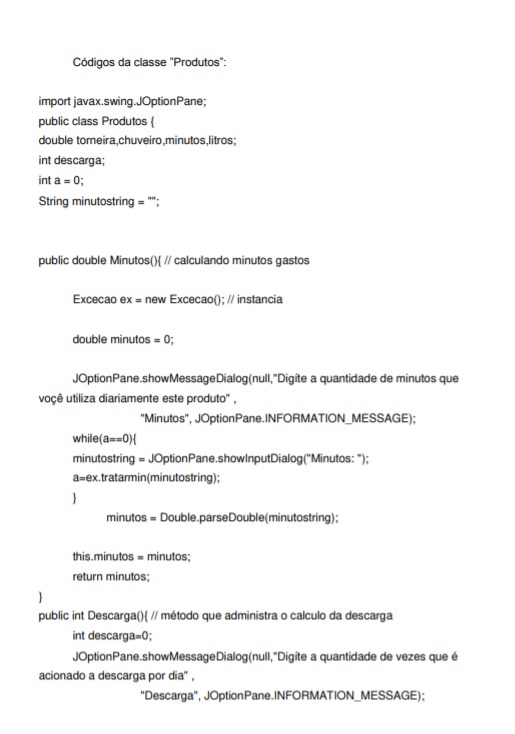 Códigos da classe "Produtos":
import javax.swing.JOptionPane;
public class Produtos {
double torneira,chuveiro,minutos,litros;
int descarga;
int a = 0;
String minutostring = "";
public double Minutos(){ // calculando minutos gastos
Excecao ex = new Excecao(); // instancia
double minutos = 0;
JOptionPane.showMessageDialog(null,"Digite a quantidade de minutos que
voçê utiliza diariamente este produto" ,
"Minutos", JOptionPane.INFORMATION_MESSAGE);
while(a==0){
minutostring = JOptionPane.showInputDialog("Minutos: ");
a=ex.tratarmin(minutostring);
}
minutos = Double.parseDouble(minutostring);
this.minutos = minutos;
return minutos;
}
public int Descarga(){ // método que administra o calculo da descarga
int descarga=0;
JOptionPane.showMessageDialog(null,"Digite a quantidade de vezes que é
acionado a descarga por dia" ,
"Descarga", JOptionPane.INFORMATION_MESSAGE);